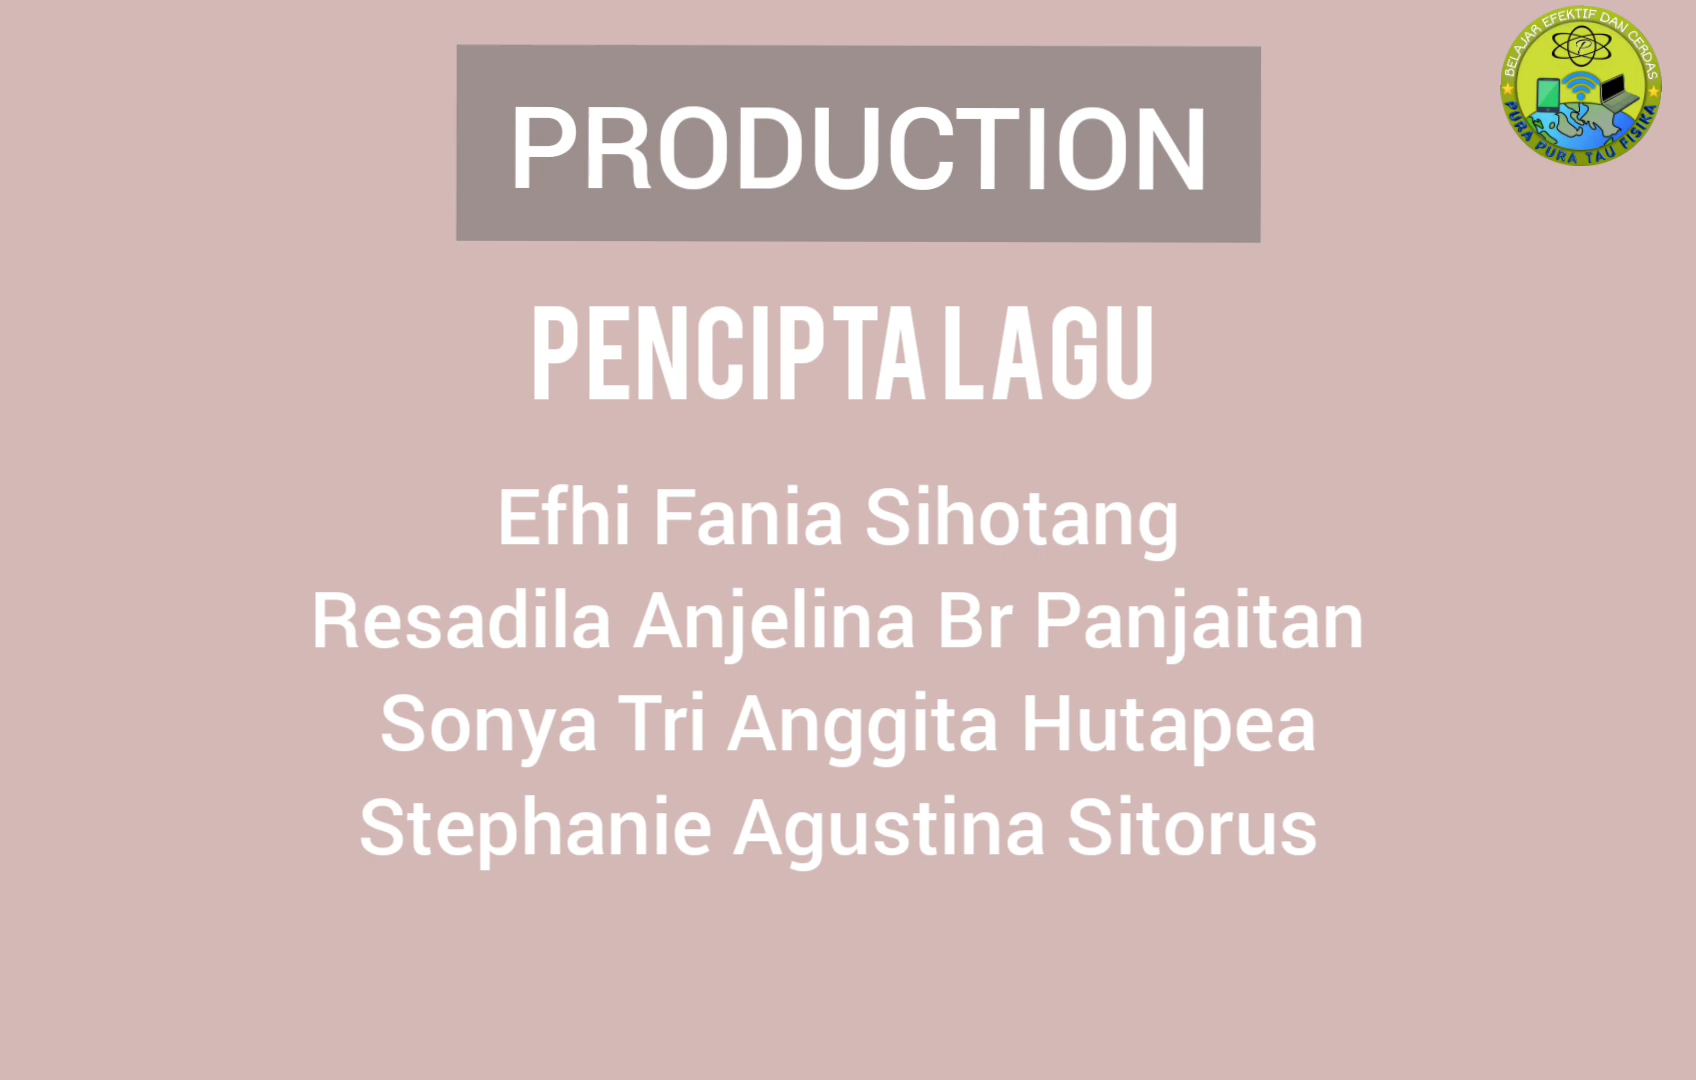 PRODUCTION
PENCIPTA LAGU
Efhi Fania Sihotang
Resadila Anjelina Br Panjaitan
Sonya Tri Anggita Hutapea
Stephanie Agustina Sitorus
BELAJAR EFEKTIF DAN CERDAS
P
PURA PURA TAU FISIKA